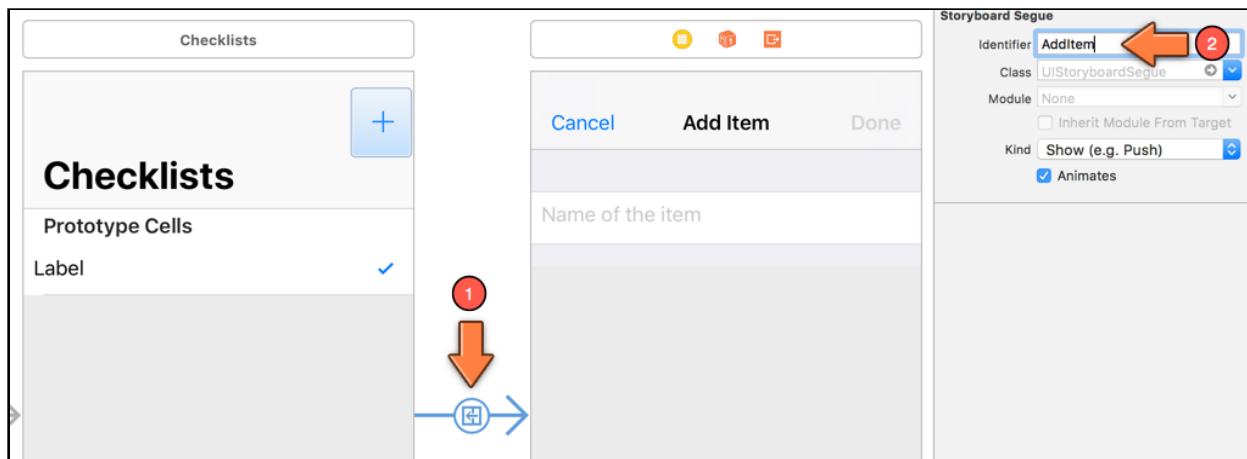 Checklists
+
Checklists
Prototype Cells
Label
1
Cancel
Add Item
Done
Name of the item
Storyboard Segue
Identifier AddItem
2
Class UIStoryboardSegue
Module None
Inherit Module From Target
Kind Show (e.g. Push)
Animates